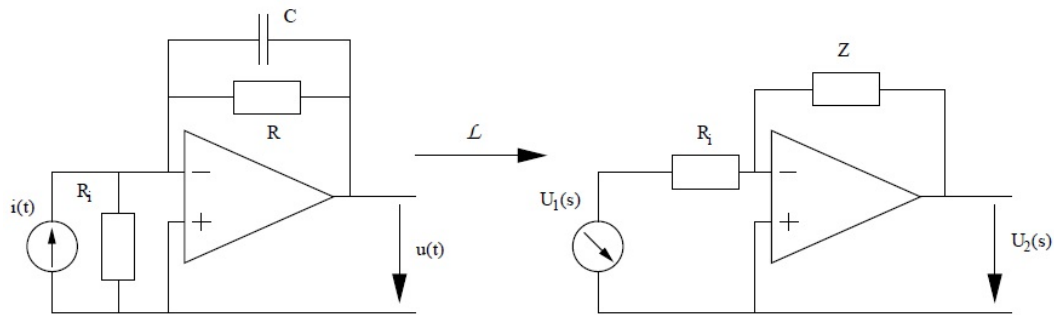 C
R
ℒ
Z
i(t)
Rᵢ
−
+
u(t)
U₁(s)
Rᵢ
−
+
U₂(s)